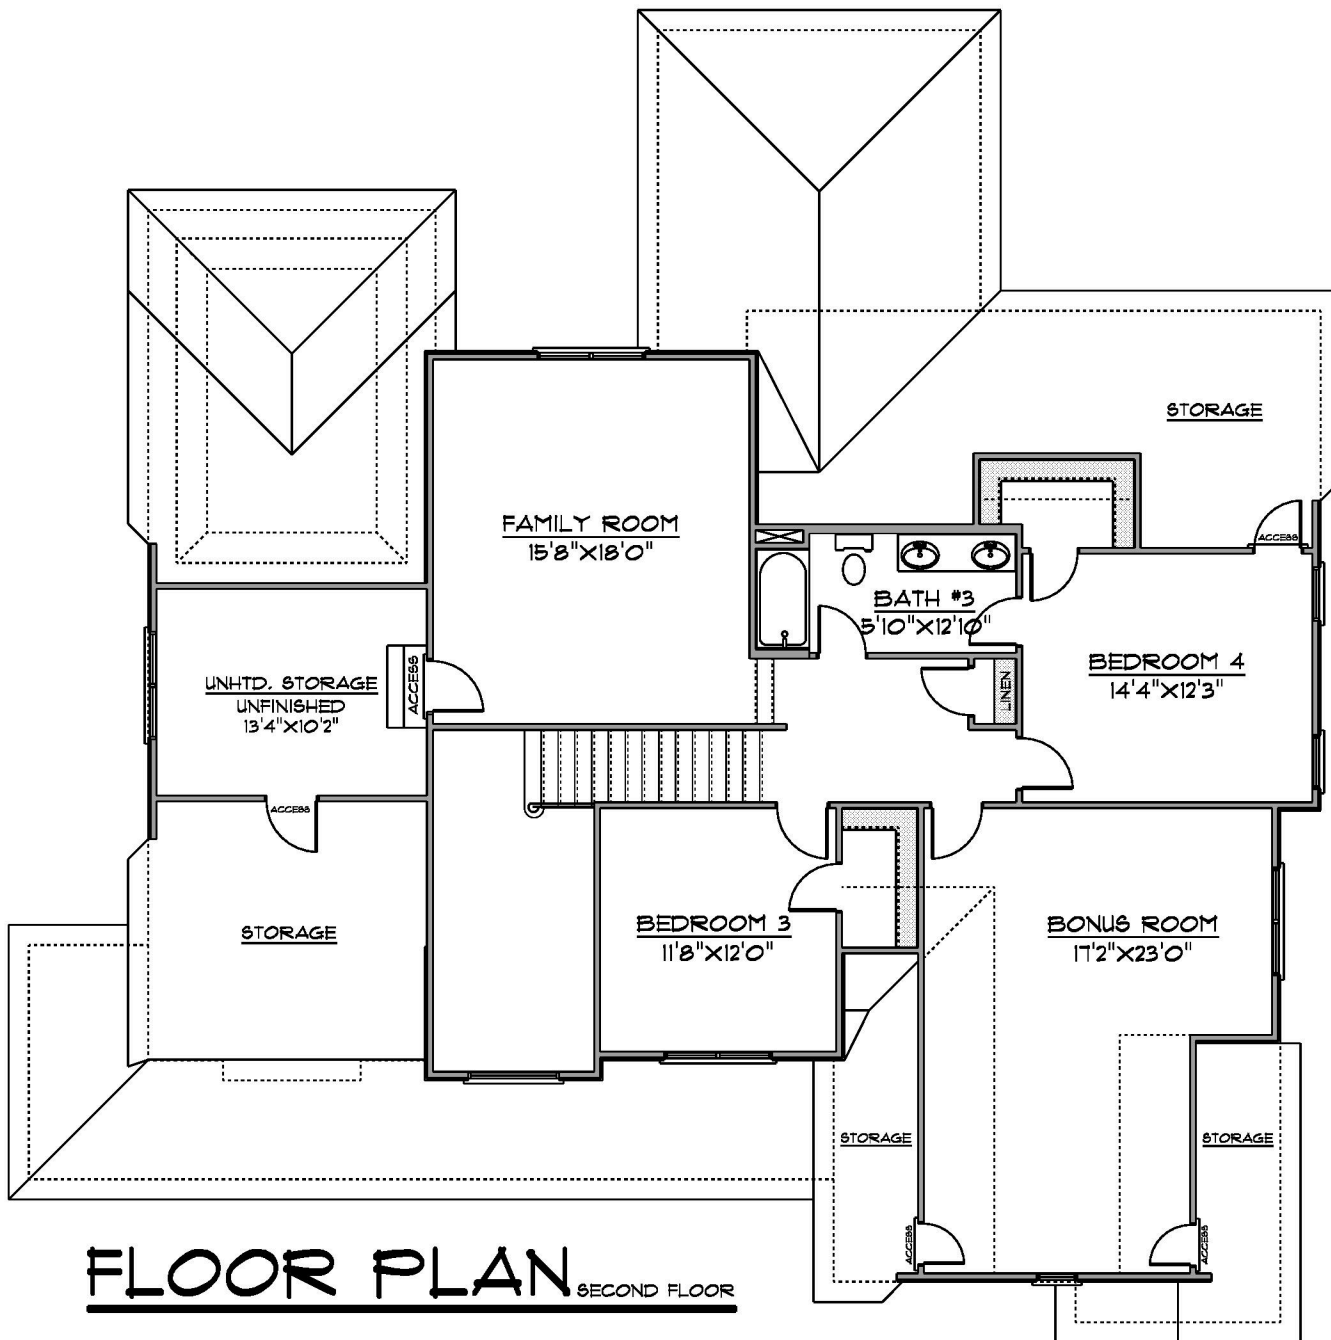 STORAGE
FAMILY ROOM
15'8"X18'0"
ACCESS
BATH #3
5'10"X12'10"
BEDROOM 4
14'4"X12'3"
LINEN
UNHTD. STORAGE
UNFINISHED
13'4"X10'2"
ACCESS
ACCESS
STORAGE
BEDROOM 3
11'8"X12'0"
BONUS ROOM
17'2"X23'0"
STORAGE
STORAGE
ACCESS
ACCESS
FLOOR PLAN SECOND FLOOR